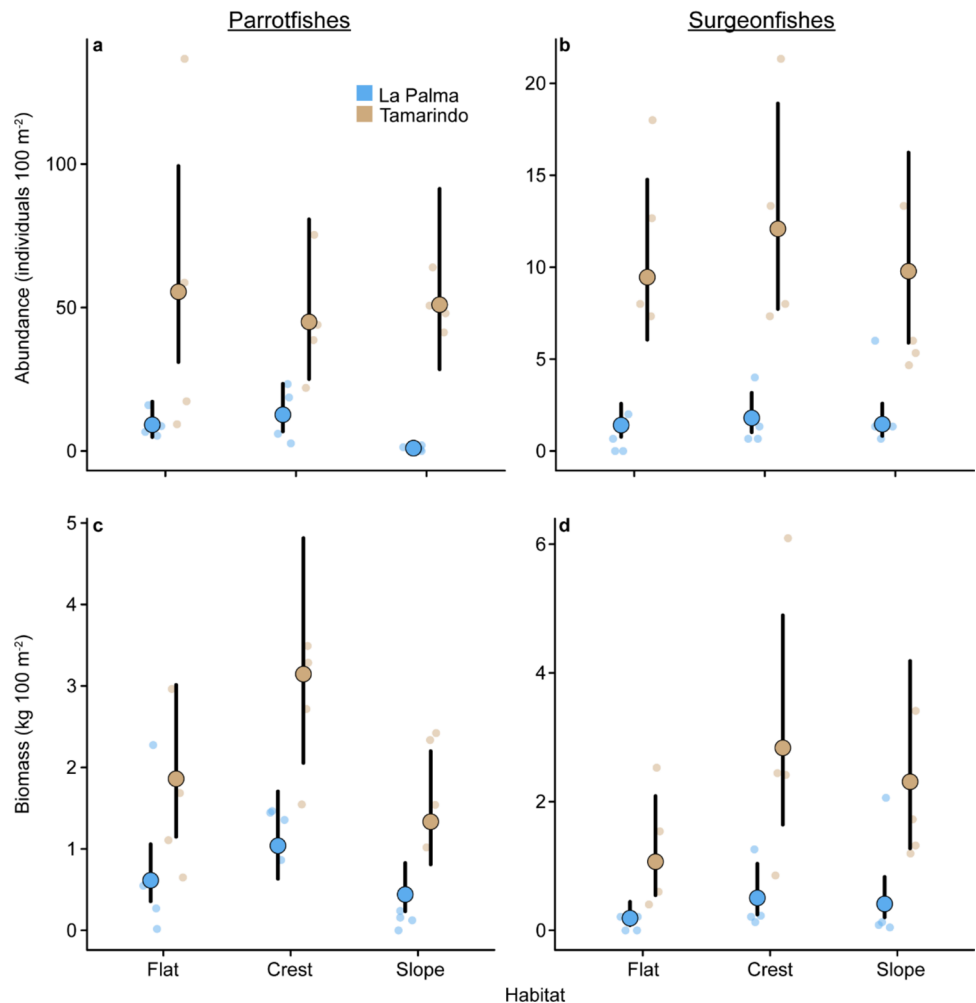 Parrotfishes
Surgeonfishes
a
b
La Palma
Tamarindo
Abundance (individuals 100 m⁻²)
100
50
0
20
15
10
5
0
c
d
Biomass (kg 100 m⁻²)
5
4
3
2
1
0
6
4
2
0
Flat Crest Slope
Flat Crest Slope
Habitat